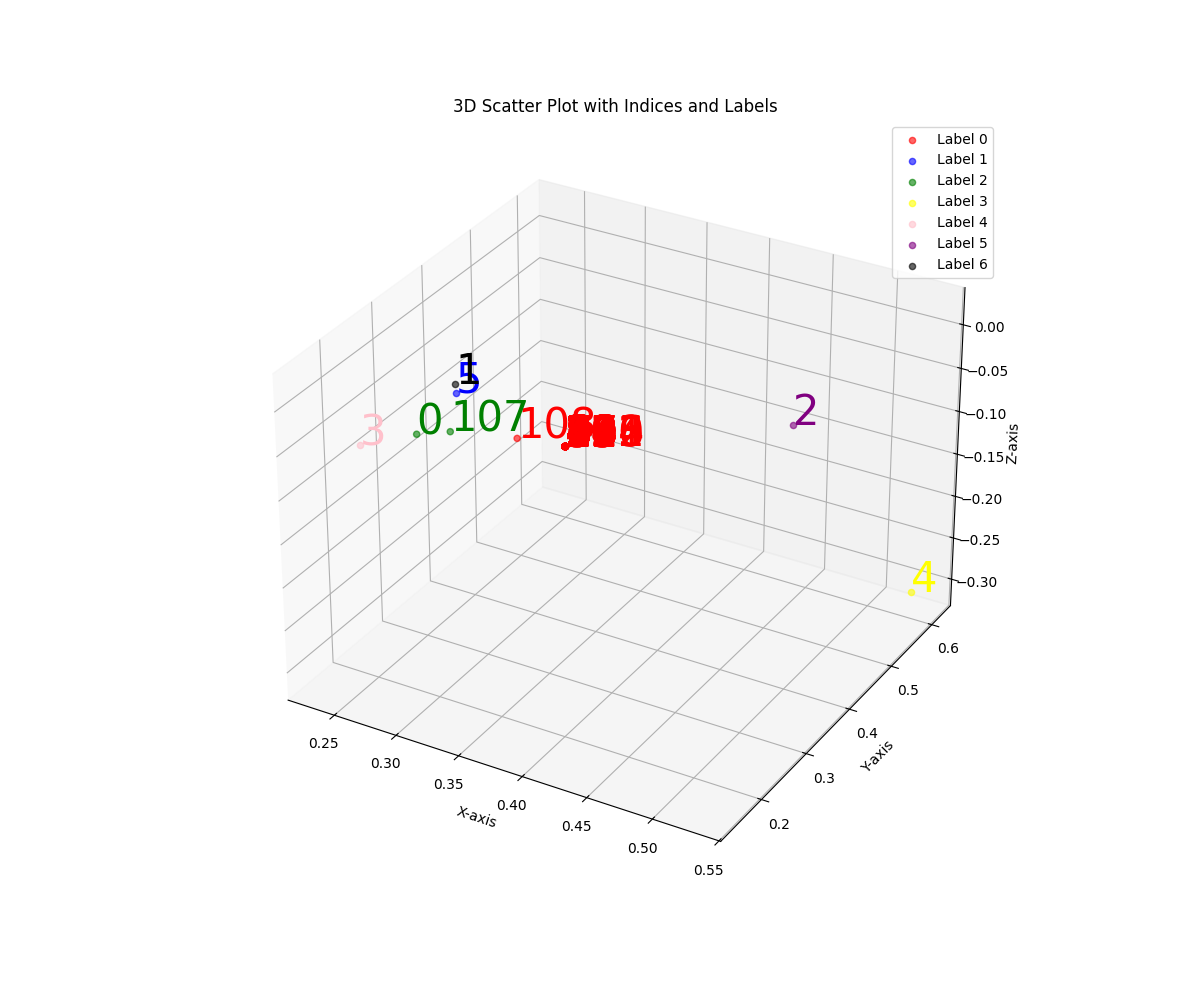 3D Scatter Plot with Indices and Labels
Label 0
Label 1
Label 2
Label 3
Label 4
Label 5
Label 6
1
5
0
107
108
3
2
4
0.00
−0.05
−0.10
−0.15
−0.20
−0.25
−0.30
Z-axis
0.6
0.5
0.4
0.3
0.2
Y-axis
0.25
0.30
0.35
0.40
0.45
0.50
0.55
X-axis